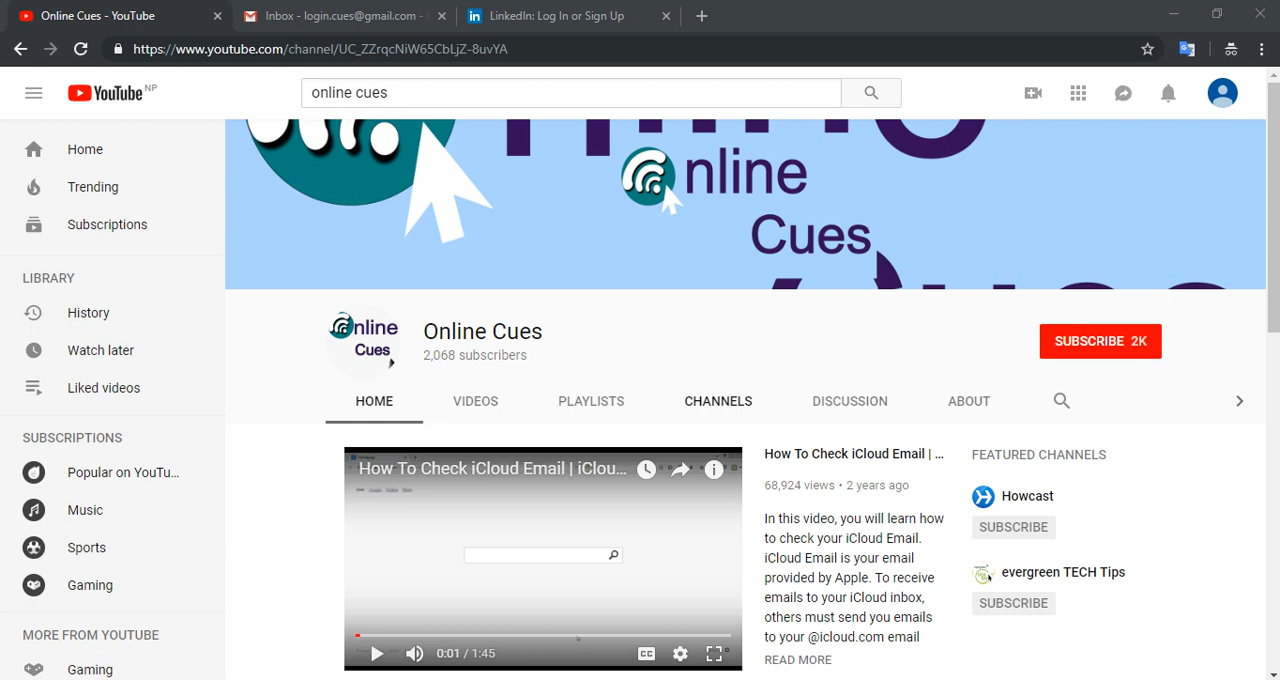 Online Cues - YouTube
Inbox - login.cues@gmail.com -
LinkedIn: Log In or Sign Up
https://www.youtube.com/channel/UC_ZZrqcNiW65CbLjZ-8uvYA
YouTube NP
online cues
Home
Trending
Subscriptions
LIBRARY
History
Watch later
Liked videos
SUBSCRIPTIONS
Popular on YouTu...
Music
Sports
Gaming
MORE FROM YOUTUBE
Gaming
Online
Cues
Online
Cues
Online Cues
2,068 subscribers
SUBSCRIBE 2K
HOME
VIDEOS
PLAYLISTS
CHANNELS
DISCUSSION
ABOUT
How To Check iCloud Email | iClou...
CC
0:01 / 1:45
How To Check iCloud Email | ...
68,924 views • 2 years ago
In this video, you will learn how
to check your iCloud Email.
iCloud Email is your email
provided by Apple. To receive
emails to your iCloud inbox,
others must send you emails
to your @icloud.com email
READ MORE
FEATURED CHANNELS
Howcast
SUBSCRIBE
evergreen TECH Tips
SUBSCRIBE